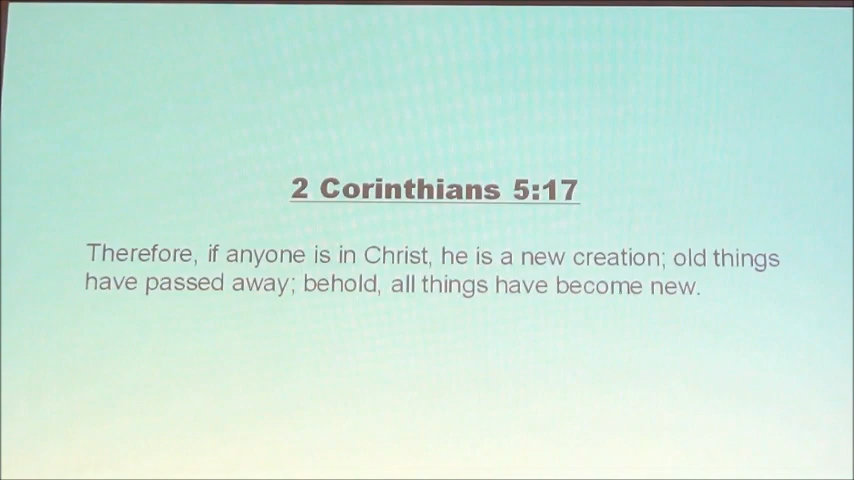 2 Corinthians 5:17
Therefore, if anyone is in Christ, he is a new creation; old things
have passed away; behold, all things have become new.